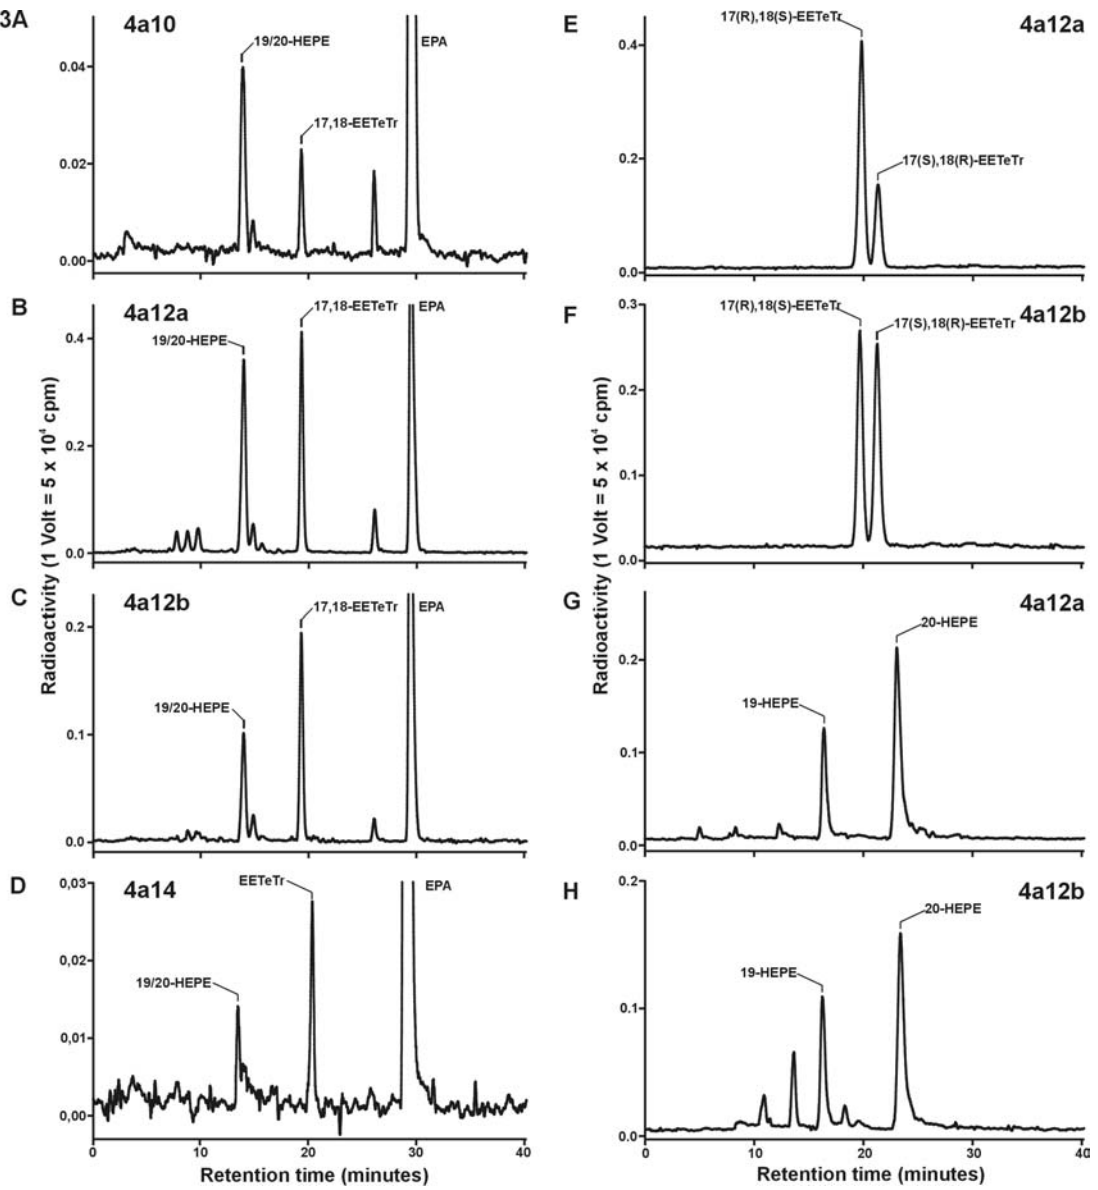 3A
4a10
19/20-HEPE
EPA
17,18-EETeTr
0.04
0.02
0.00
B
4a12a
17,18-EETeTr
EPA
19/20-HEPE
0.4
0.2
0.0
C
4a12b
17,18-EETeTr
EPA
19/20-HEPE
0.2
0.1
0.0
D
4a14
EETeTr
EPA
19/20-HEPE
0,03
0,02
0,01
0,00
0 10 20 30 40
Retention time (minutes)
Radioactivity (1 Volt = 5 x 10⁴ cpm)
E
4a12a
17(R),18(S)-EETeTr
17(S),18(R)-EETeTr
0.4
0.2
0.0
F
4a12b
17(R),18(S)-EETeTr
17(S),18(R)-EETeTr
0.3
0.2
0.1
0.0
G
4a12a
20-HEPE
19-HEPE
0.2
0.1
0.0
H
4a12b
20-HEPE
19-HEPE
0.2
0.1
0.0
0 10 20 30 40
Retention time (minutes)
Radioactivity (1 Volt = 5 x 10⁴ cpm)